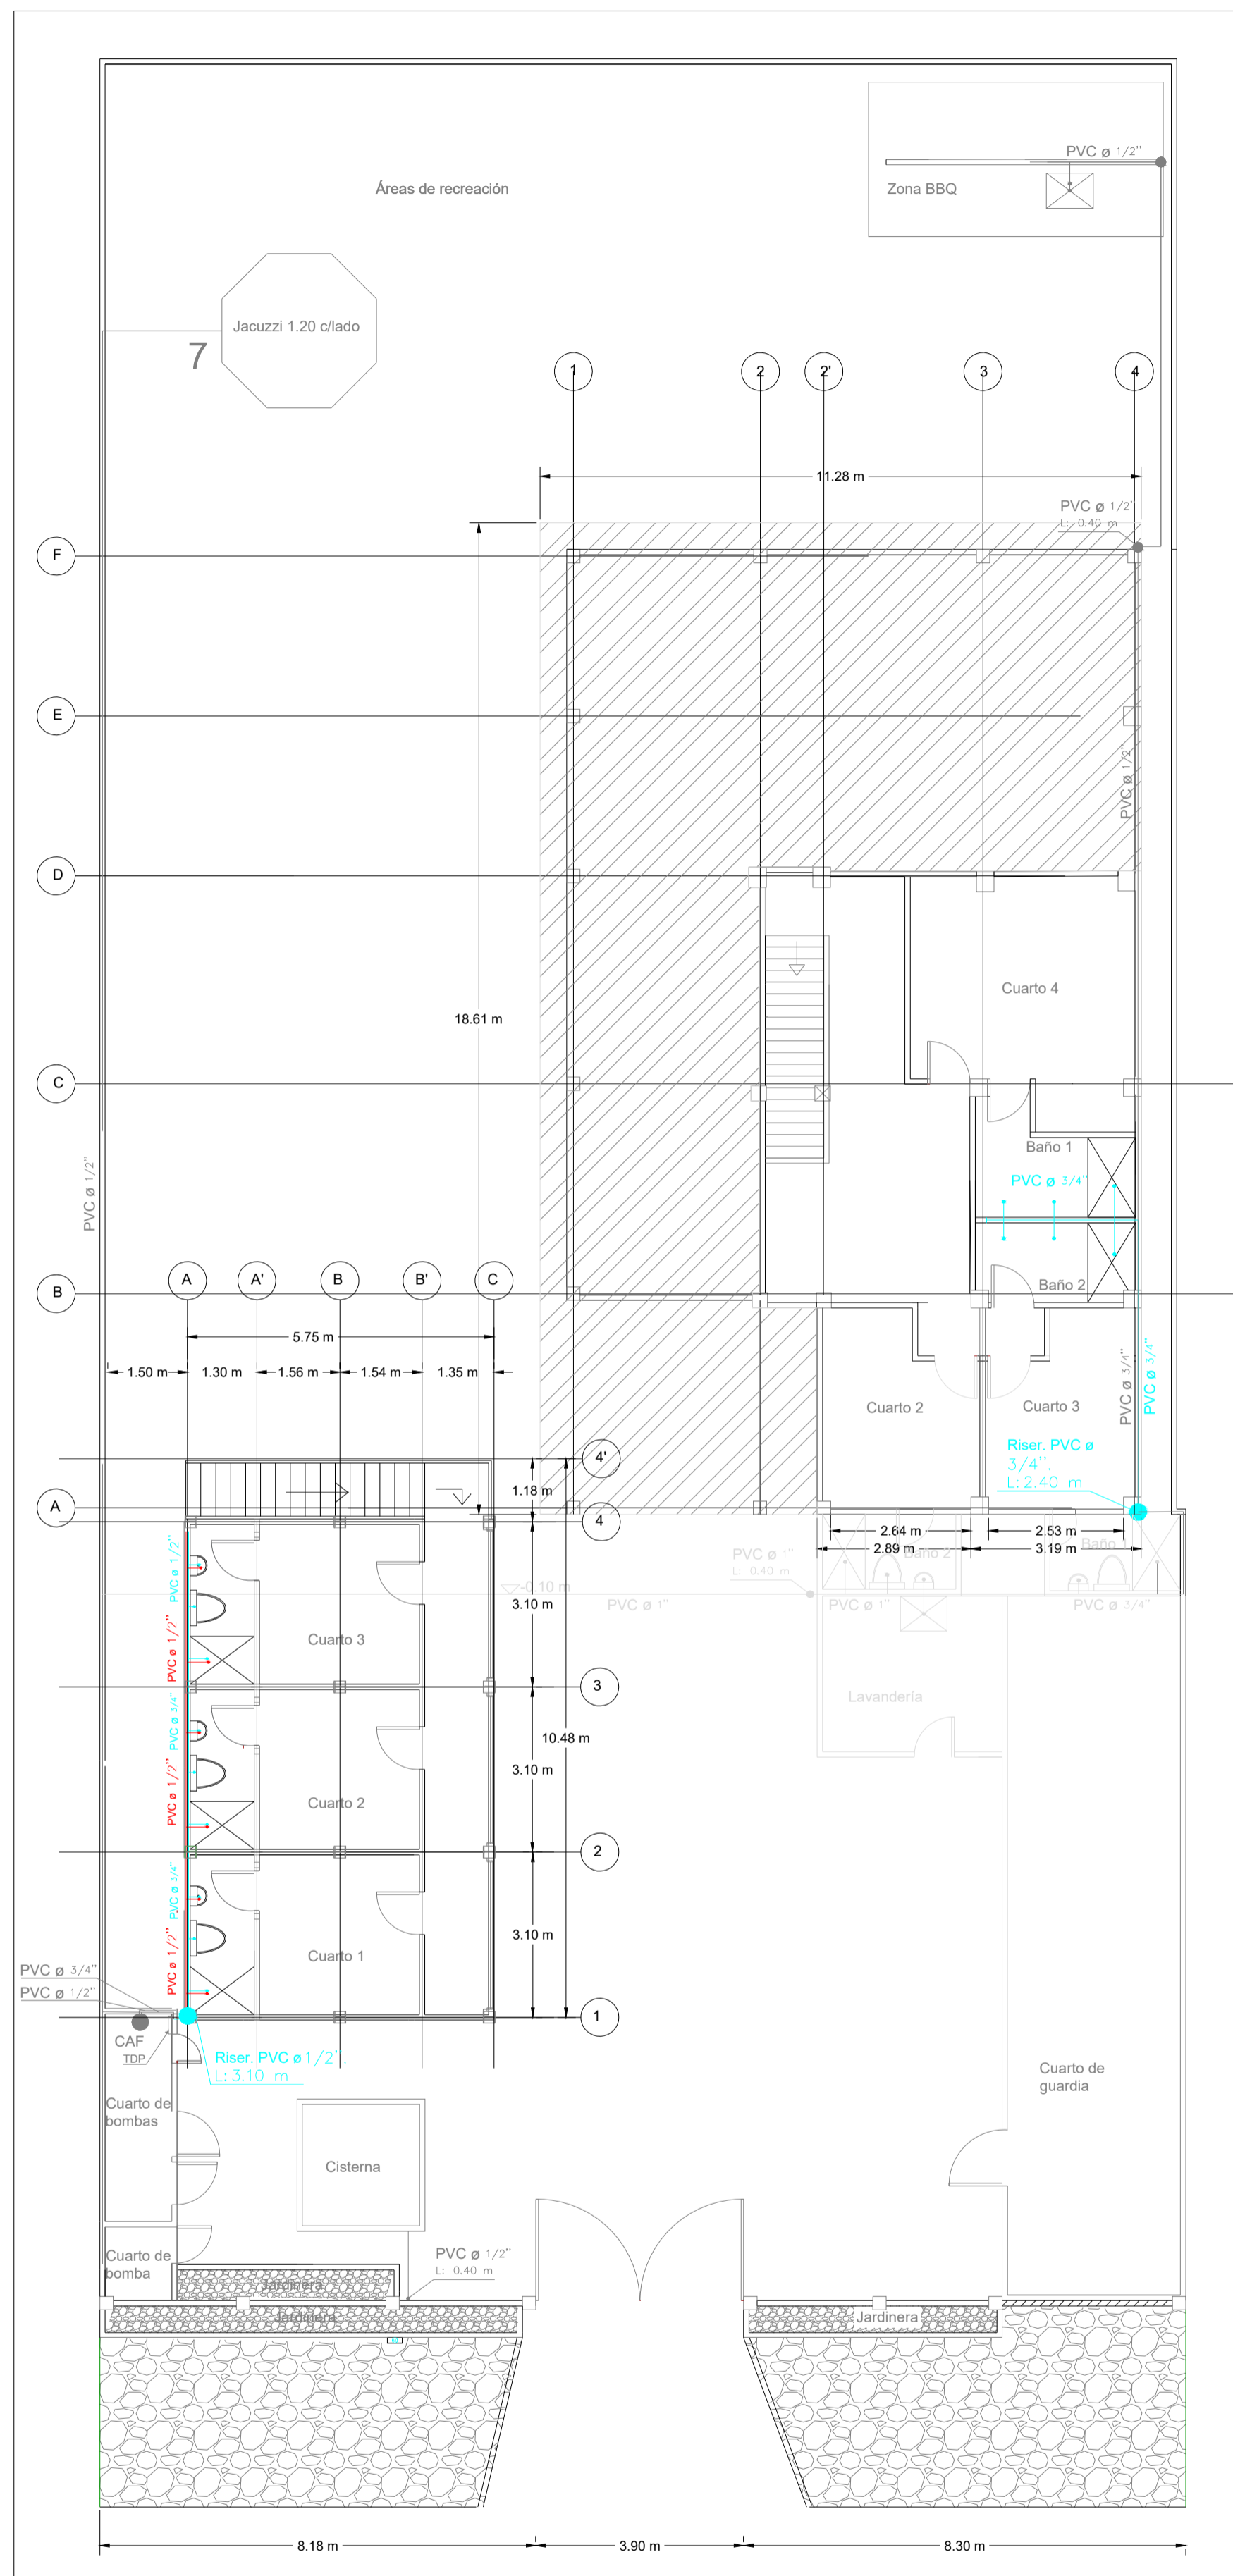 PVC ø 1/2"
Zona BBQ
Áreas de recreación
Jacuzzi 1.20 c/lado
7
1
2
2'
3
4
11.28 m
PVC ø 1/2"
L: 0.40 m
F
E
PVC ø 1/2"
D
Cuarto 4
18.61 m
C
Baño 1
PVC ø 3/4"
PVC ø 1/2"
Baño 2
A
A'
B
B'
C
B
5.75 m
1.50 m
1.30 m
1.56 m
1.54 m
1.35 m
Cuarto 2
Cuarto 3
PVC ø 3/4"
PVC ø 3/4"
Riser. PVC ø
3/4".
L: 2.40 m
4'
1.18 m
A
4
2.64 m
2.53 m
2.89 m
3.19 m
Baño 2
Baño 1
PVC ø 1"
L: 0.40 m
-0.10 m
PVC ø 1"
PVC ø 1"
PVC ø 3/4"
PVC ø 1/2"
3.10 m
Cuarto 3
PVC ø 1/2"
3
Lavandería
PVC ø 3/4"
10.48 m
3.10 m
PVC ø 1/2"
Cuarto 2
2
PVC ø 3/4"
3.10 m
PVC ø 1/2"
Cuarto 1
PVC ø 3/4"
PVC ø 1/2"
1
CAF
TDP
Riser. PVC ø 1/2".
L: 3.10 m
Cuarto de
guardia
Cuarto de
bombas
Cisterna
PVC ø 1/2"
L: 0.40 m
Cuarto de
bomba
Jardinera
Jardinera
Jardinera
8.18 m
3.90 m
8.30 m